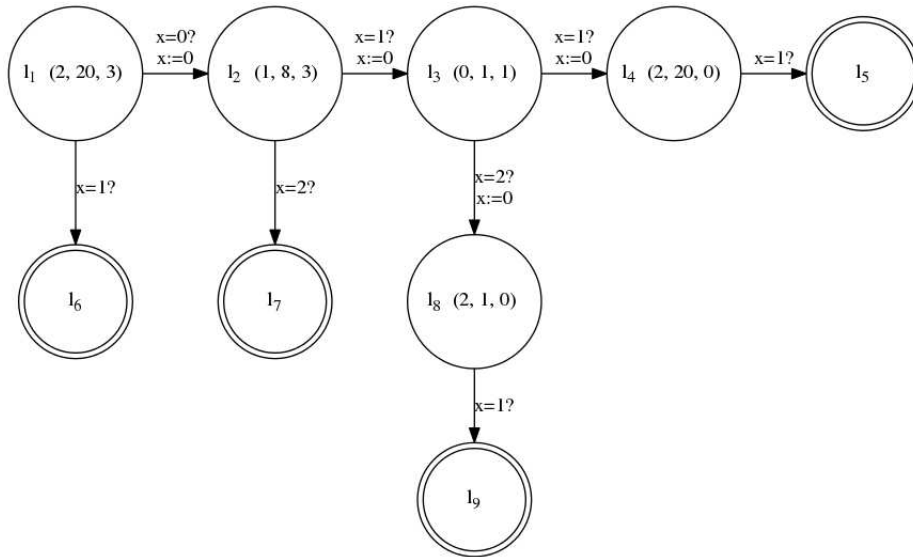 l₁ (2, 20, 3)
x=0?
x:=0
l₂ (1, 8, 3)
x=1?
x:=0
l₃ (0, 1, 1)
x=1?
x:=0
l₄ (2, 20, 0)
x=1?
l₅
x=1?
x=2?
x=2?
x:=0
l₆
l₇
l₈ (2, 1, 0)
x=1?
l₉